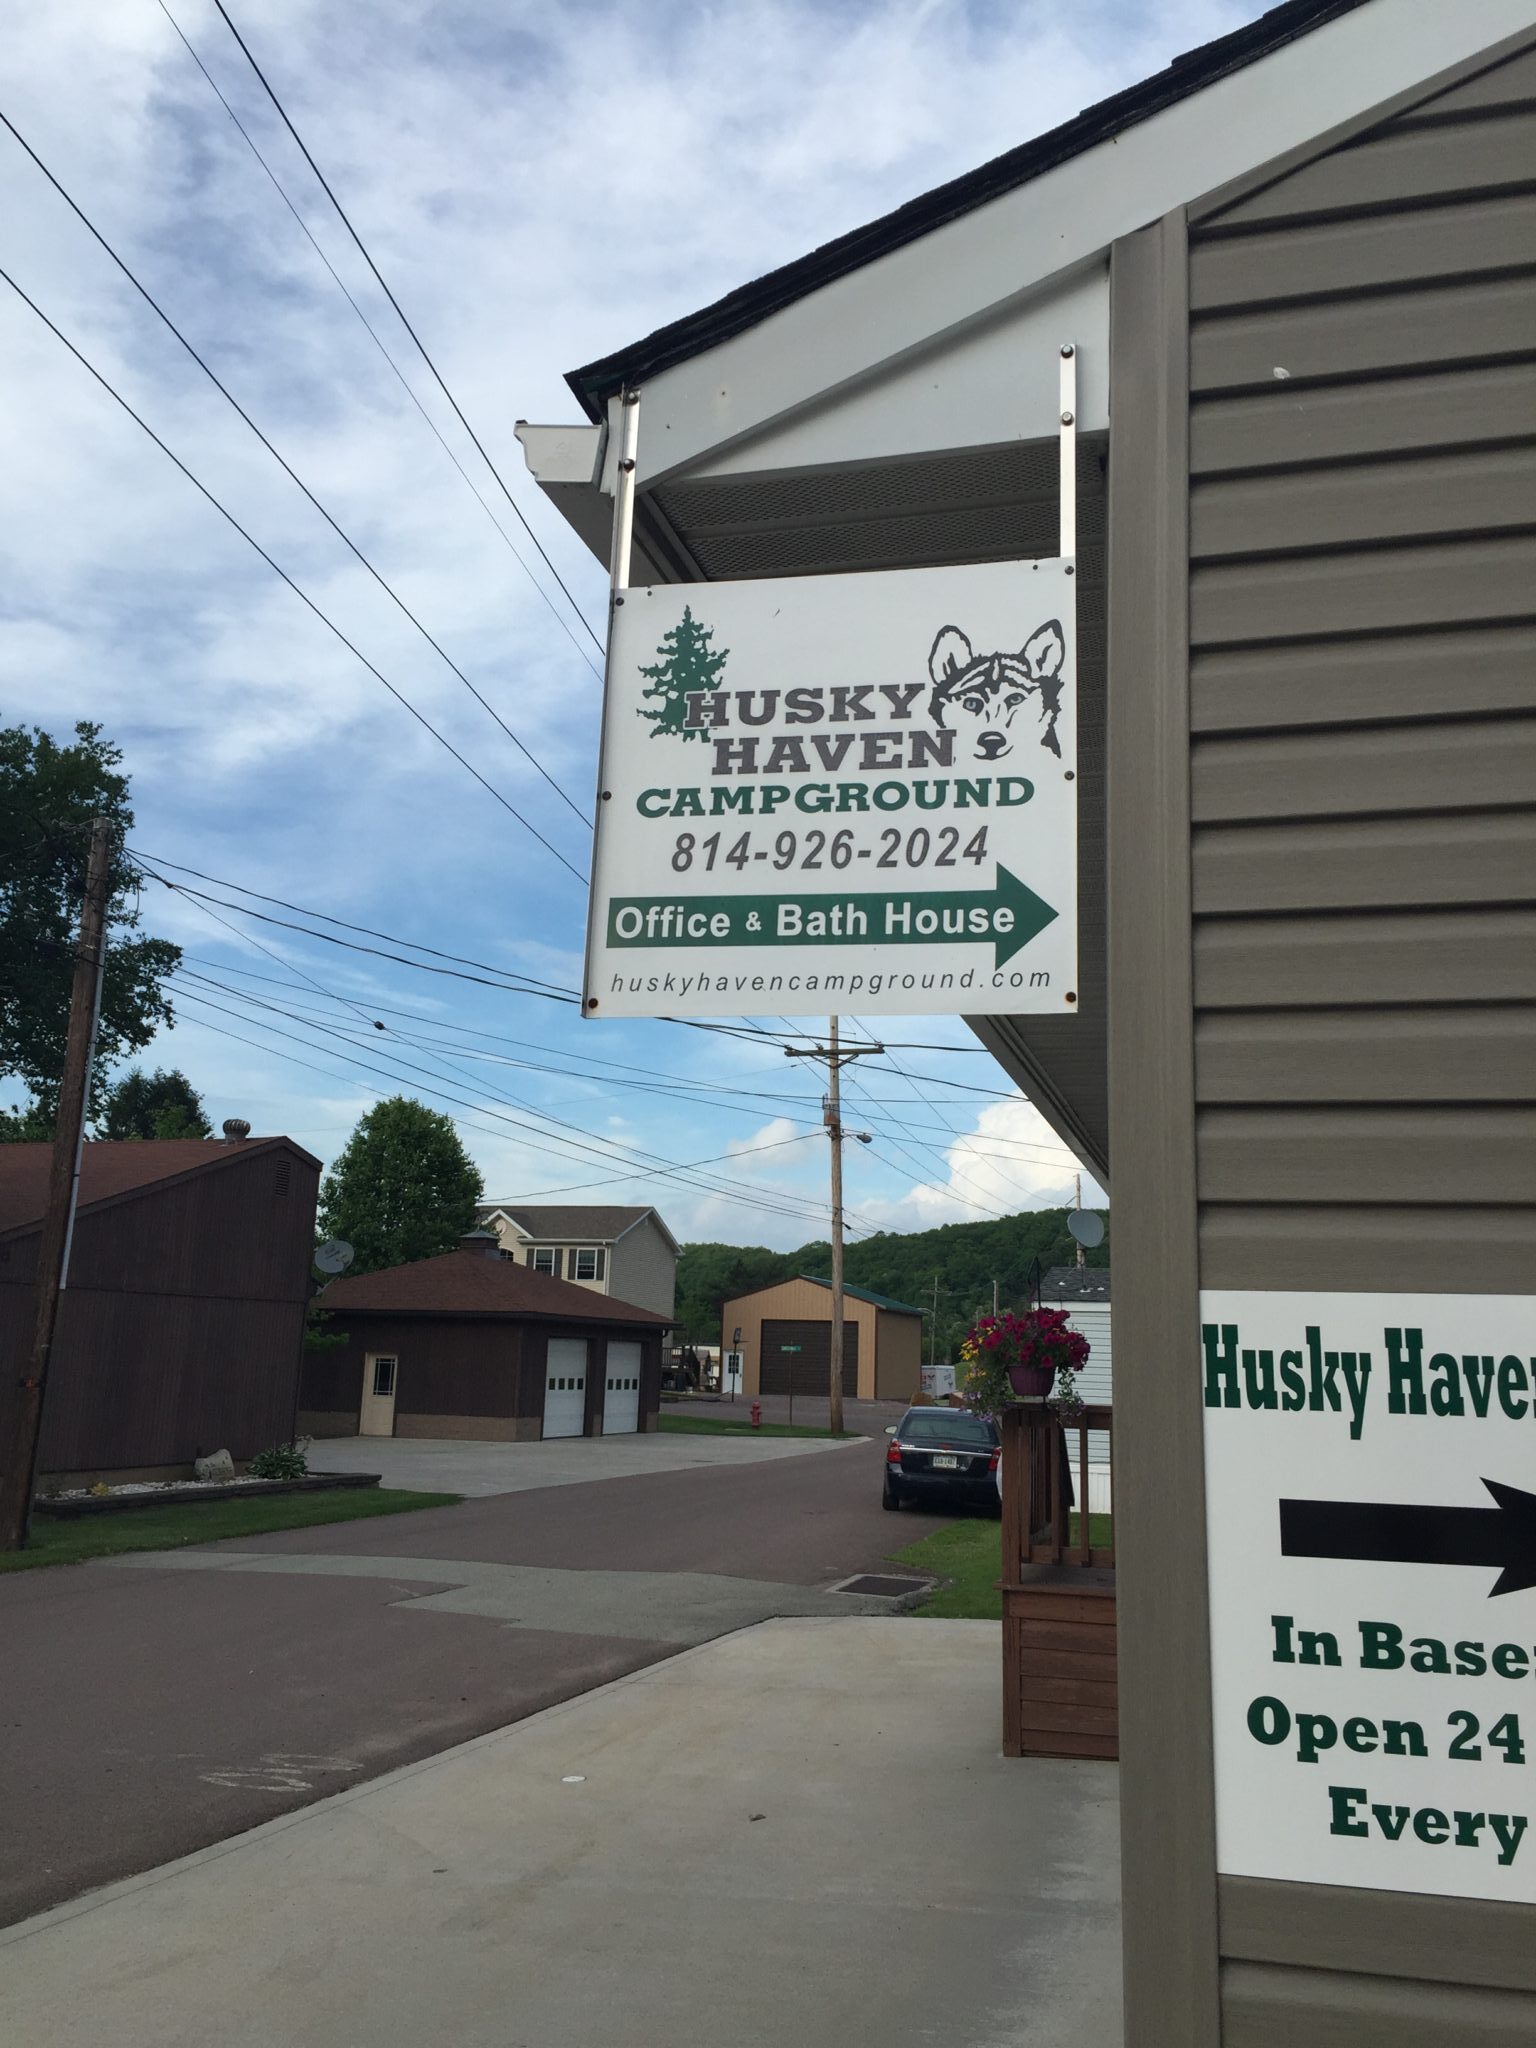 HUSKY
HAVEN
CAMPGROUND
814-926-2024
Office & Bath House
huskyhavencampground.com
Husky Haven
In Base
Open 24
Every